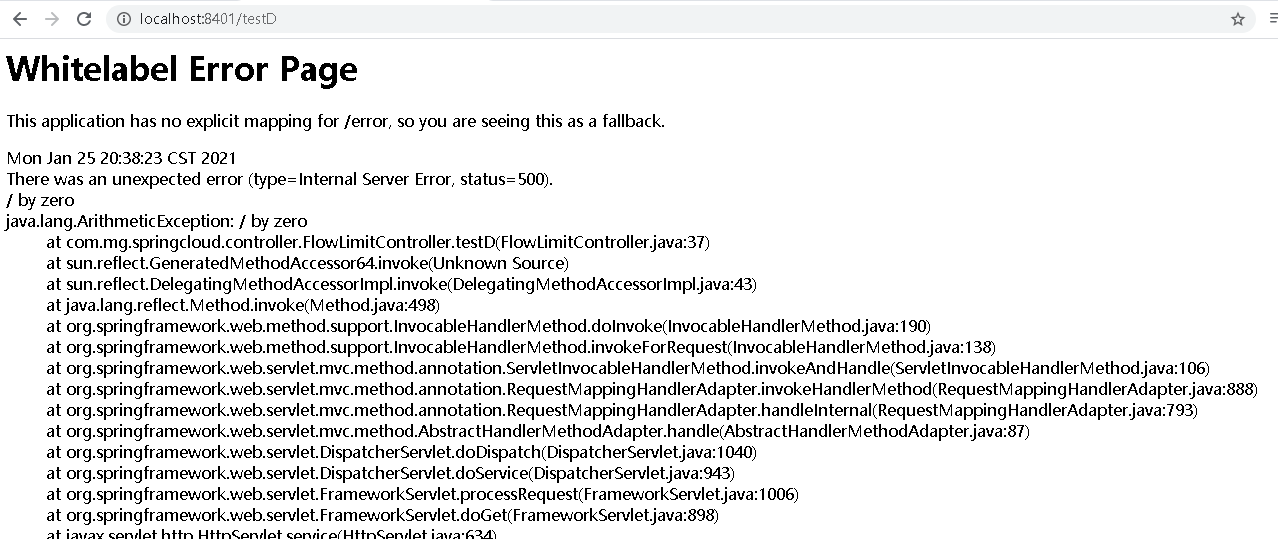 localhost:8401/testD
Whitelabel Error Page
This application has no explicit mapping for /error, so you are seeing this as a fallback.
Mon Jan 25 20:38:23 CST 2021
There was an unexpected error (type=Internal Server Error, status=500).
/ by zero
java.lang.ArithmeticException: / by zero
at com.mg.springcloud.controller.FlowLimitController.testD(FlowLimitController.java:37)
at sun.reflect.GeneratedMethodAccessor64.invoke(Unknown Source)
at sun.reflect.DelegatingMethodAccessorImpl.invoke(DelegatingMethodAccessorImpl.java:43)
at java.lang.reflect.Method.invoke(Method.java:498)
at org.springframework.web.method.support.InvocableHandlerMethod.doInvoke(InvocableHandlerMethod.java:190)
at org.springframework.web.method.support.InvocableHandlerMethod.invokeForRequest(InvocableHandlerMethod.java:138)
at org.springframework.web.servlet.mvc.method.annotation.ServletInvocableHandlerMethod.invokeAndHandle(ServletInvocableHandlerMethod.java:106)
at org.springframework.web.servlet.mvc.method.annotation.RequestMappingHandlerAdapter.invokeHandlerMethod(RequestMappingHandlerAdapter.java:888)
at org.springframework.web.servlet.mvc.method.annotation.RequestMappingHandlerAdapter.handleInternal(RequestMappingHandlerAdapter.java:793)
at org.springframework.web.servlet.mvc.method.AbstractHandlerMethodAdapter.handle(AbstractHandlerMethodAdapter.java:87)
at org.springframework.web.servlet.DispatcherServlet.doDispatch(DispatcherServlet.java:1040)
at org.springframework.web.servlet.DispatcherServlet.doService(DispatcherServlet.java:943)
at org.springframework.web.servlet.FrameworkServlet.processRequest(FrameworkServlet.java:1006)
at org.springframework.web.servlet.FrameworkServlet.doGet(FrameworkServlet.java:898)
at javax.servlet.http.HttpServlet.service(HttpServlet.java:634)